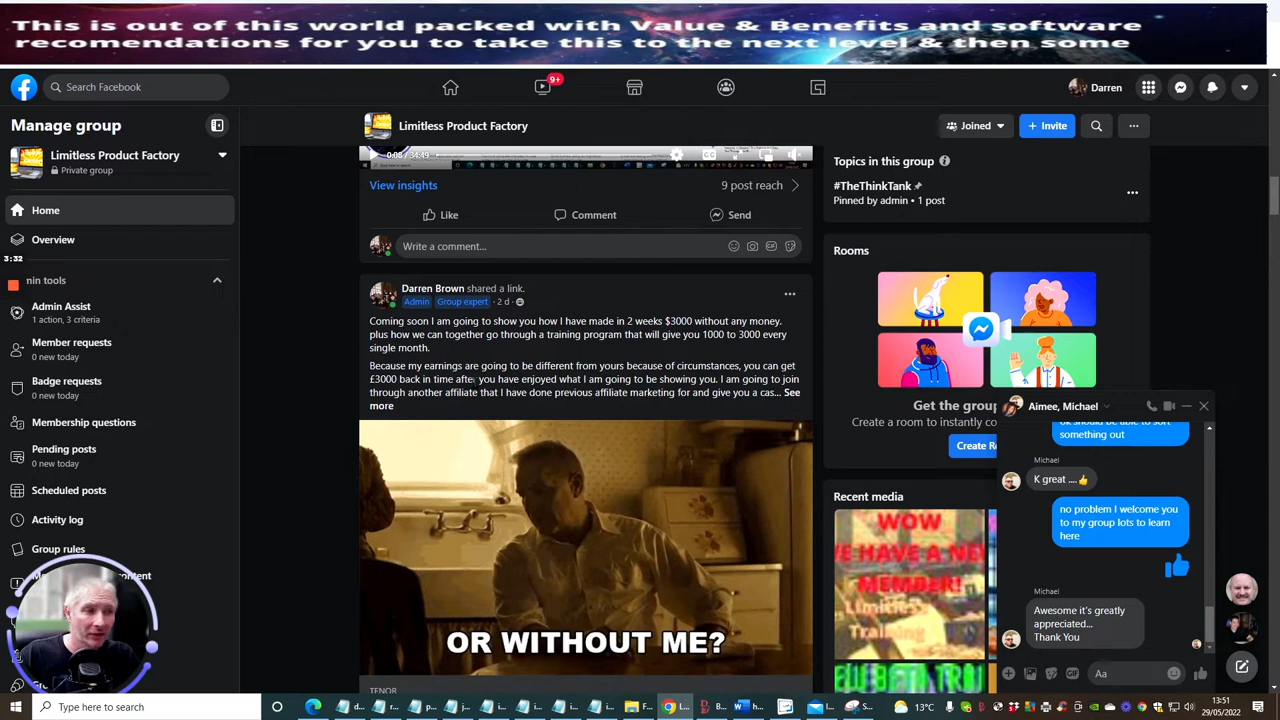 This is out of this world packed with Value & Benefits and software
recomendations for you to take this to the next level & then some
Search Facebook
9+
Darren
Manage group
Limitless Product Factory
Private group
Home
Overview
3:32
nin tools
Admin Assist
1 action, 3 criteria
Member requests
0 new today
Badge requests
0 new today
Membership questions
Pending posts
0 new today
Scheduled posts
Activity log
Group rules
Limitless Product Factory
Joined
+ Invite
0:08 / 34:49
View insights
9 post reach
Like
Comment
Send
Write a comment...
Darren Brown shared a link.
Admin
Group expert
· 2 d ·
Coming soon I am going to show you how I have made in 2 weeks $3000 without any money.
plus how we can together go through a training program that will give you 1000 to 3000 every
single month.
Because my earnings are going to be different from yours because of circumstances, you can get
£3000 back in time after you have enjoyed what I am going to be showing you. I am going to join
through another affiliate that I have done previous affiliate marketing for and give you a cas... See
more
OR WITHOUT ME?
TENOR
Topics in this group
#TheThinkTank
Pinned by admin • 1 post
Rooms
Get the group
Create a room to instantly co
Create Ro
Recent media
WOW
WE HAVE A NEW
MEMBER!
Limitless
Training
Aimee, Michael
ok should be able to sort
something out
Michael
K great ....
no problem I welcome you
to my group lots to learn
here
Michael
Awesome it's greatly
appreciated...
Thank You
Aa
Type here to search
13°C
13:51
29/05/2022